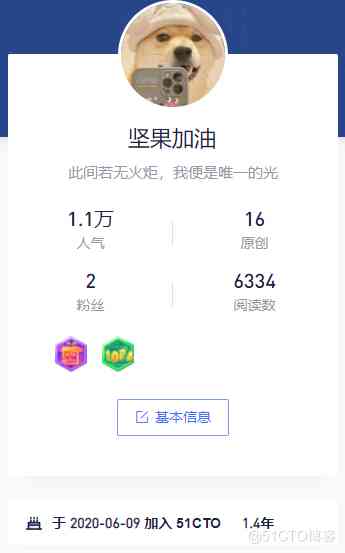 坚果加油
此间若无火炬，我便是唯一的光
1.1万 16
人气 原创
2 6334
粉丝 阅读数
1024
基本信息
于 2020-06-09 加入 51CTO 1.4年
@51CTO博客